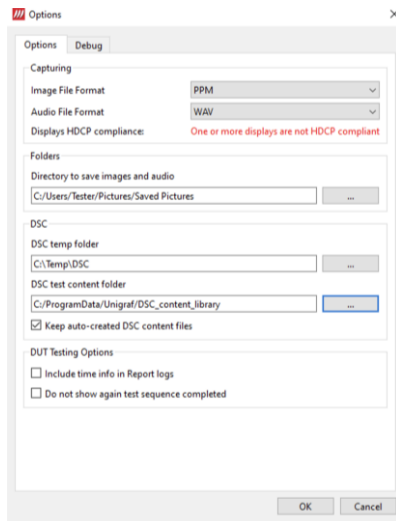 Options
Options Debug
Capturing
Image File Format PPM
Audio File Format WAV
Displays HDCP compliance: One or more displays are not HDCP compliant
Folders
Directory to save images and audio
C:/Users/Tester/Pictures/Saved Pictures ...
DSC
DSC temp folder
C:\Temp\DSC ...
DSC test content folder
C:/ProgramData/Unigraf/DSC_content_library ...
Keep auto-created DSC content files
DUT Testing Options
Include time info in Report logs
Do not show again test sequence completed
OK Cancel